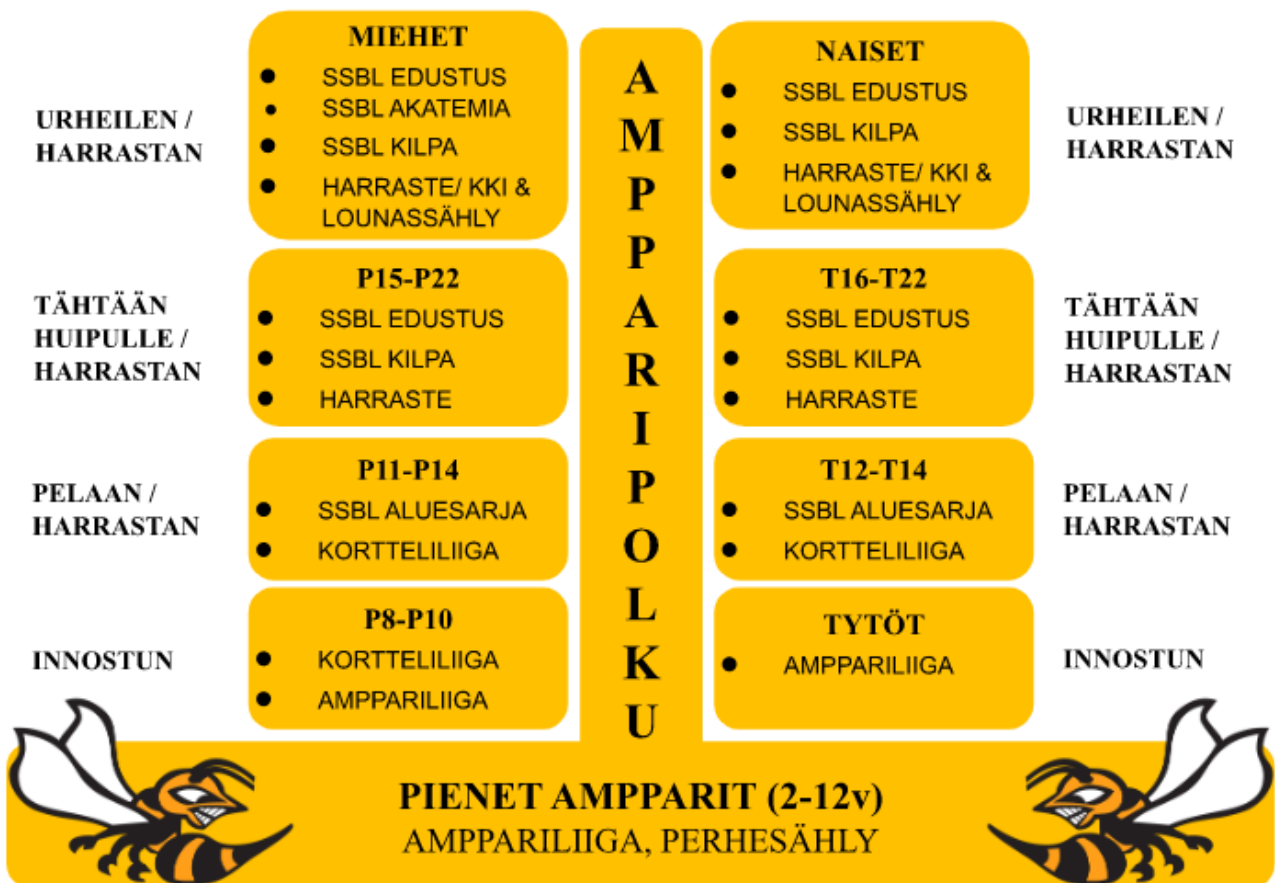 URHEILEN /
HARRASTAN
MIEHET
SSBL EDUSTUS
SSBL AKATEMIA
SSBL KILPA
HARRASTE/ KKI &
LOUNASSÄHLY
AMPPARIPOLKU
NAISET
SSBL EDUSTUS
SSBL KILPA
HARRASTE/ KKI &
LOUNASSÄHLY
URHEILEN /
HARRASTAN
TÄHTÄÄN
HUIPULLE /
HARRASTAN
P15-P22
SSBL EDUSTUS
SSBL KILPA
HARRASTE
T16-T22
SSBL EDUSTUS
SSBL KILPA
HARRASTE
TÄHTÄÄN
HUIPULLE /
HARRASTAN
PELAAN /
HARRASTAN
P11-P14
SSBL ALUESARJA
KORTTELILIIGA
T12-T14
SSBL ALUESARJA
KORTTELILIIGA
PELAAN /
HARRASTAN
INNOSTUN
P8-P10
KORTTELILIIGA
AMPPARILIIGA
TYTÖT
AMPPARILIIGA
INNOSTUN
PIENET AMPPARIT (2-12v)
AMPPARILIIGA, PERHESÄHLY